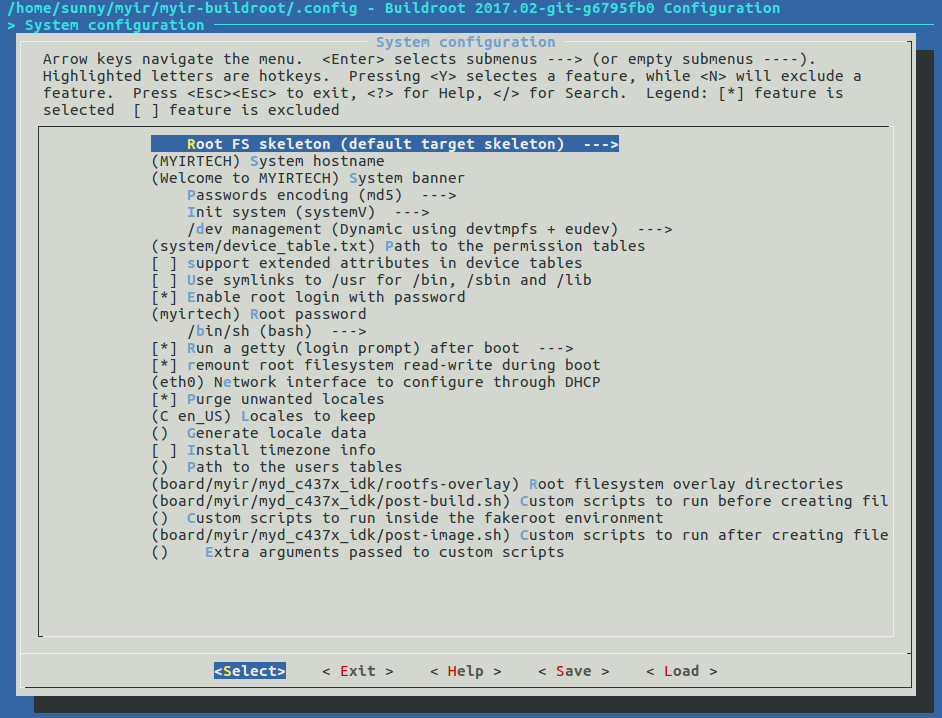 /home/sunny/myir/myir-buildroot/.config - Buildroot 2017.02-git-g6795fb0 Configuration
> System configuration
System configuration
Arrow keys navigate the menu.  <Enter> selects submenus ---> (or empty submenus ----).
Highlighted letters are hotkeys.  Pressing <Y> selectes a feature, while <N> will exclude a
feature.  Press <Esc><Esc> to exit, <?> for Help, </> for Search.  Legend: [*] feature is
selected  [ ] feature is excluded
Root FS skeleton (default target skeleton)  --->
(MYIRTECH) System hostname
(Welcome to MYIRTECH) System banner
Passwords encoding (md5)  --->
Init system (systemV)  --->
/dev management (Dynamic using devtmpfs + eudev)  --->
(system/device_table.txt) Path to the permission tables
[ ] support extended attributes in device tables
[ ] Use symlinks to /usr for /bin, /sbin and /lib
[*] Enable root login with password
(myirtech) Root password
/bin/sh (bash)  --->
[*] Run a getty (login prompt) after boot  --->
[*] remount root filesystem read-write during boot
(eth0) Network interface to configure through DHCP
[*] Purge unwanted locales
(C en_US) Locales to keep
()  Generate locale data
[ ] Install timezone info
()  Path to the users tables
(board/myir/myd_c437x_idk/rootfs-overlay) Root filesystem overlay directories
(board/myir/myd_c437x_idk/post-build.sh) Custom scripts to run before creating fil
()  Custom scripts to run inside the fakeroot environment
(board/myir/myd_c437x_idk/post-image.sh) Custom scripts to run after creating file
()    Extra arguments passed to custom scripts
<Select>    < Exit >    < Help >    < Save >    < Load >